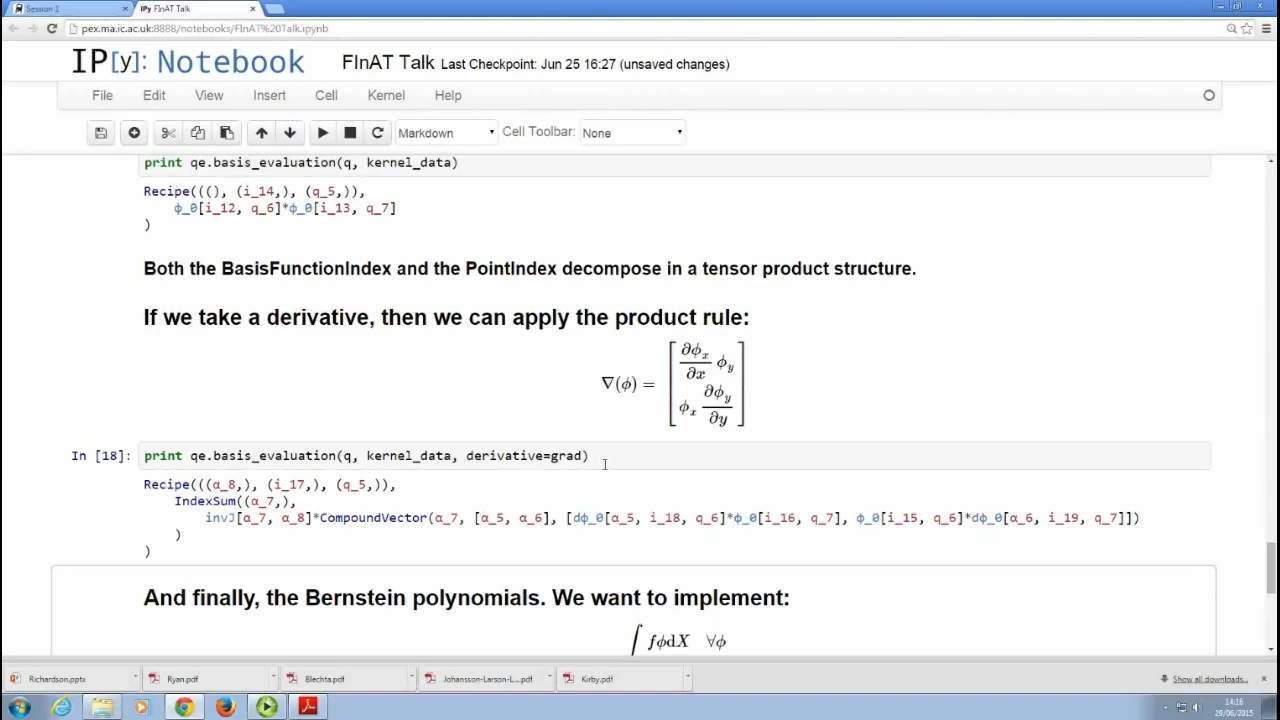 Session 1
IPy FInAT Talk
pex.ma.ic.ac.uk:8888/notebooks/FInAT%20Talk.ipynb
IP[y]: Notebook FInAT Talk Last Checkpoint: Jun 25 16:27 (unsaved changes)
File Edit View Insert Cell Kernel Help
Markdown Cell Toolbar: None
print qe.basis_evaluation(q, kernel_data)
Recipe(((), (i_14,), (q_5,)),
φ_0[i_12, q_6]*φ_0[i_13, q_7]
)
Both the BasisFunctionIndex and the PointIndex decompose in a tensor product structure.
If we take a derivative, then we can apply the product rule:
∇(φ) = [ ∂φ_x/∂x φ_y
φ_x ∂φ_y/∂y ]
In [18]: print qe.basis_evaluation(q, kernel_data, derivative=grad)
Recipe(((α_8,), (i_17,), (q_5,)),
IndexSum((α_7,),
invJ[α_7, α_8]*CompoundVector(α_7, [α_5, α_6], [dφ_0[α_5, i_18, q_6]*φ_0[i_16, q_7], φ_0[i_15, q_6]*dφ_0[α_6, i_19, q_7]])
)
)
And finally, the Bernstein polynomials. We want to implement:
∫ fφdX ∀φ
Richardson.pptx Ryan.pdf Blechta.pdf Johansson-Larson-L....pdf Kirby.pdf Show all downloads...
14:16
29/06/2015